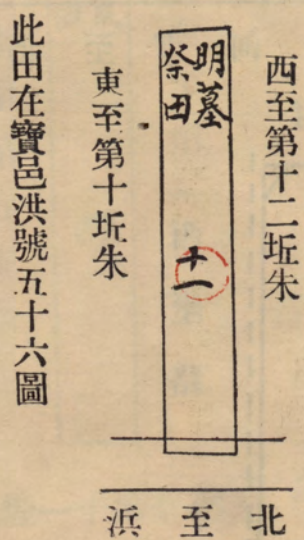 西至第十二坵朱
明墓
祭田
十一
東至第十坵朱
此田在寶邑洪號五十六圖
北至浜